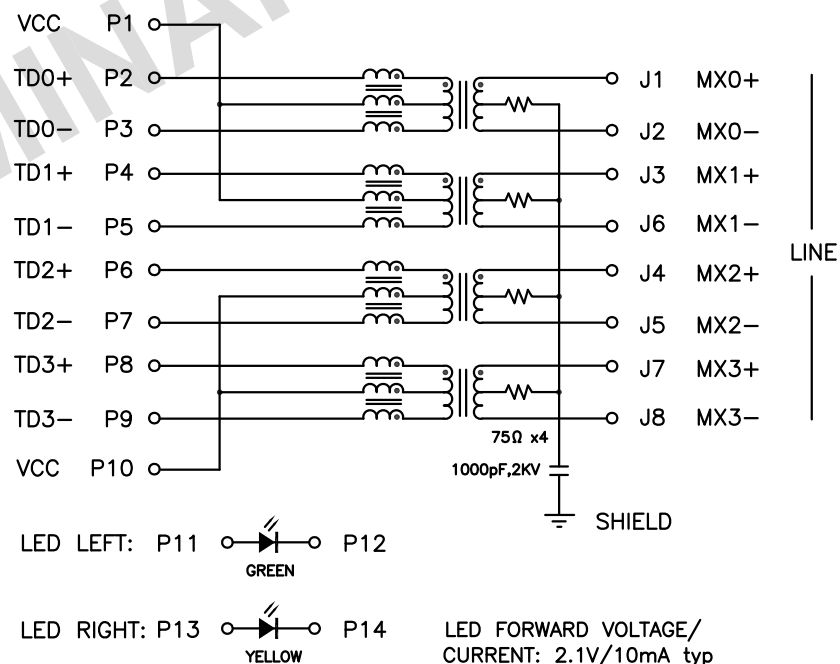 MINAR
VCC P1
TD0+ P2 J1 MX0+
TD0- P3 J2 MX0-
TD1+ P4 J3 MX1+
TD1- P5 J6 MX1-
LINE
TD2+ P6 J4 MX2+
TD2- P7 J5 MX2-
TD3+ P8 J7 MX3+
TD3- P9 J8 MX3-
75Ω x4
VCC P10
1000pF,2KV
SHIELD
LED LEFT: P11 P12
GREEN
LED RIGHT: P13 P14
YELLOW
LED FORWARD VOLTAGE/
CURRENT: 2.1V/10mA typ